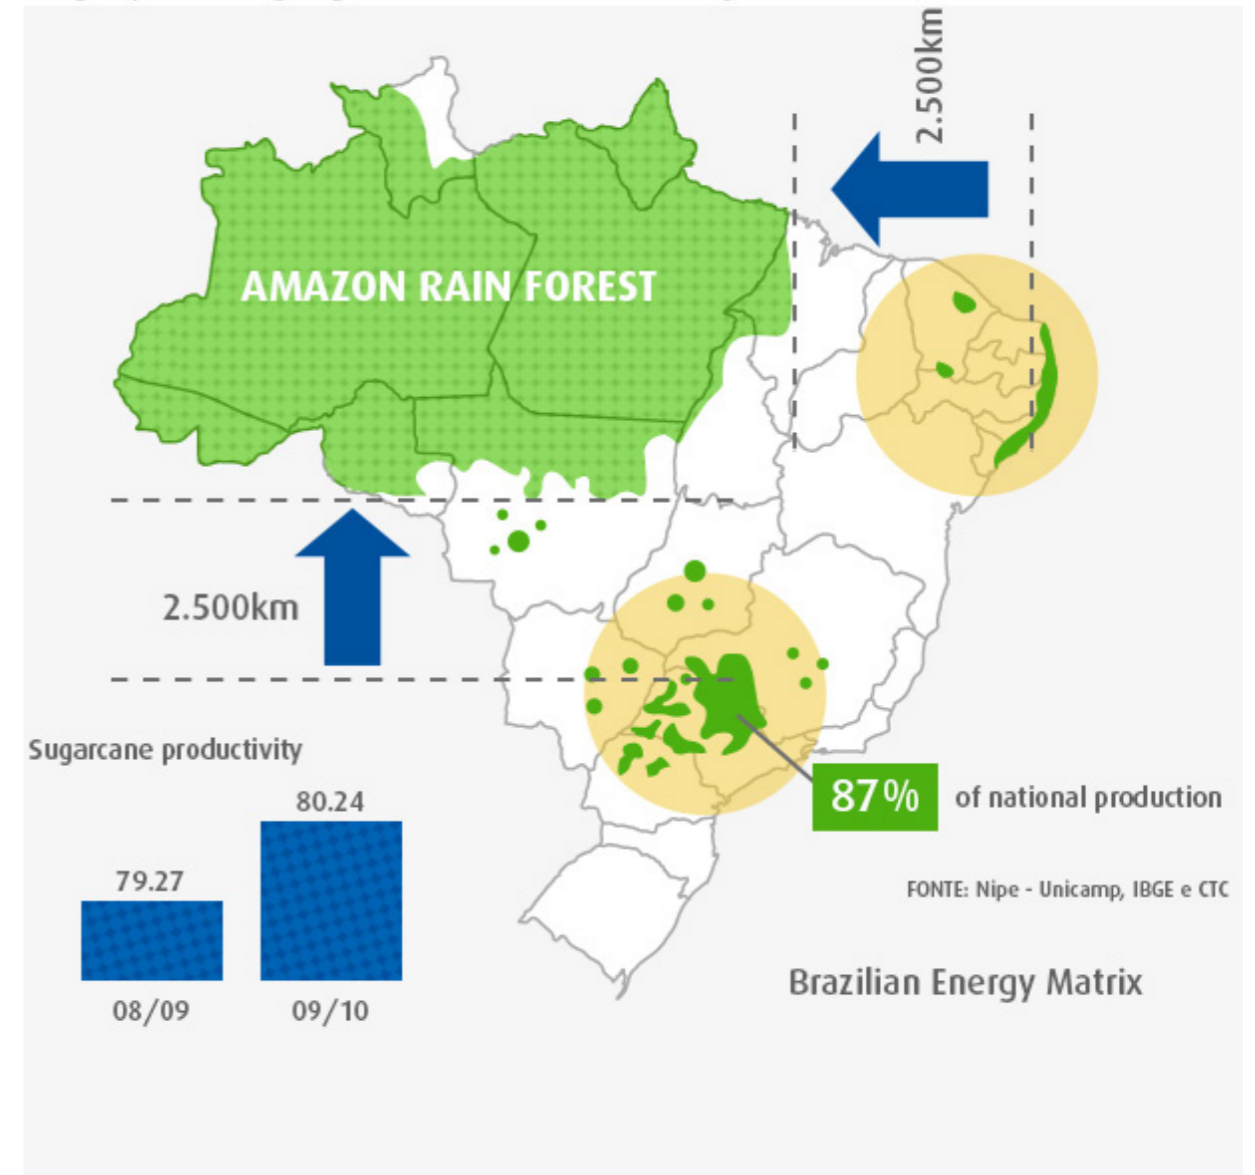 2.500km
AMAZON RAIN FOREST
2.500km
Sugarcane productivity
80.24
79.27
08/09
09/10
87%
of national production
FONTE: Nipe - Unicamp, IBGE e CTC
Brazilian Energy Matrix